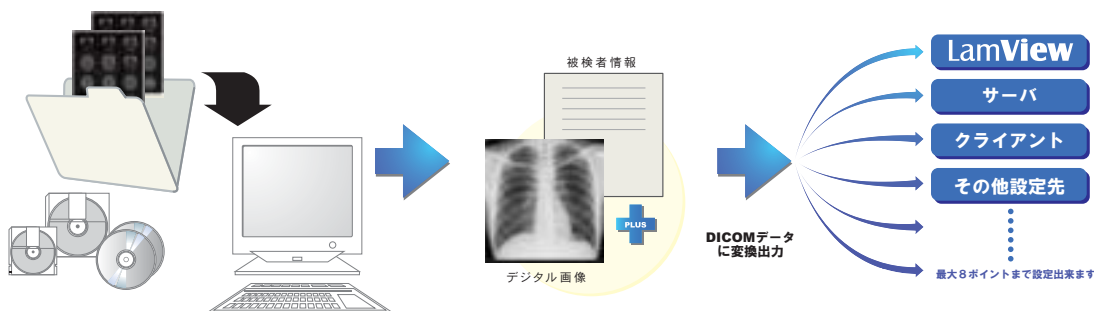 被検者情報
PLUS
デジタル画像
DICOMデータ
に変換出力
LamView
サーバ
クライアント
その他設定先
最大8ポイントまで設定出来ます